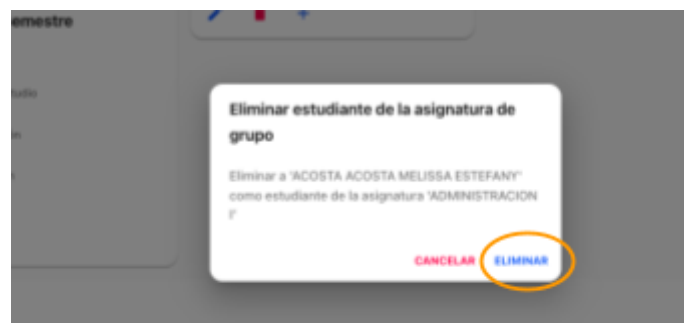 emestre
tudio
Eliminar estudiante de la asignatura de
grupo
Eliminar a 'ACOSTA ACOSTA MELISSA ESTEFANY'
como estudiante de la asignatura 'ADMINISTRACION
I'
CANCELAR ELIMINAR